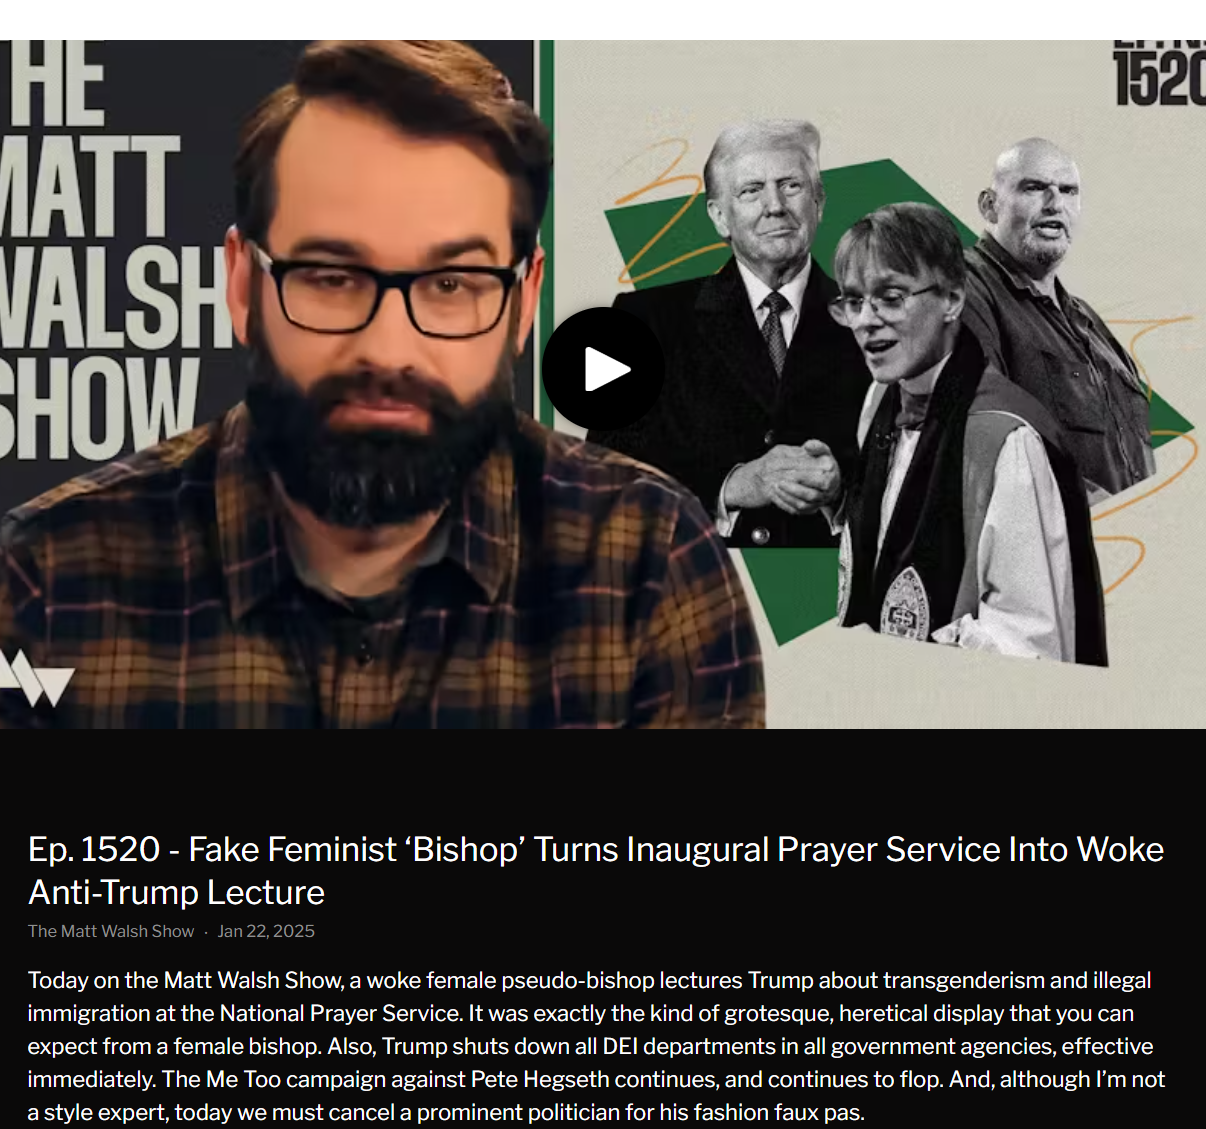 THE
MATT
WALSH
SHOW
EP. NO.
1520
Ep. 1520 - Fake Feminist ‘Bishop’ Turns Inaugural Prayer Service Into Woke
Anti-Trump Lecture
The Matt Walsh Show · Jan 22, 2025
Today on the Matt Walsh Show, a woke female pseudo-bishop lectures Trump about transgenderism and illegal
immigration at the National Prayer Service. It was exactly the kind of grotesque, heretical display that you can
expect from a female bishop. Also, Trump shuts down all DEI departments in all government agencies, effective
immediately. The Me Too campaign against Pete Hegseth continues, and continues to flop. And, although I’m not
a style expert, today we must cancel a prominent politician for his fashion faux pas.